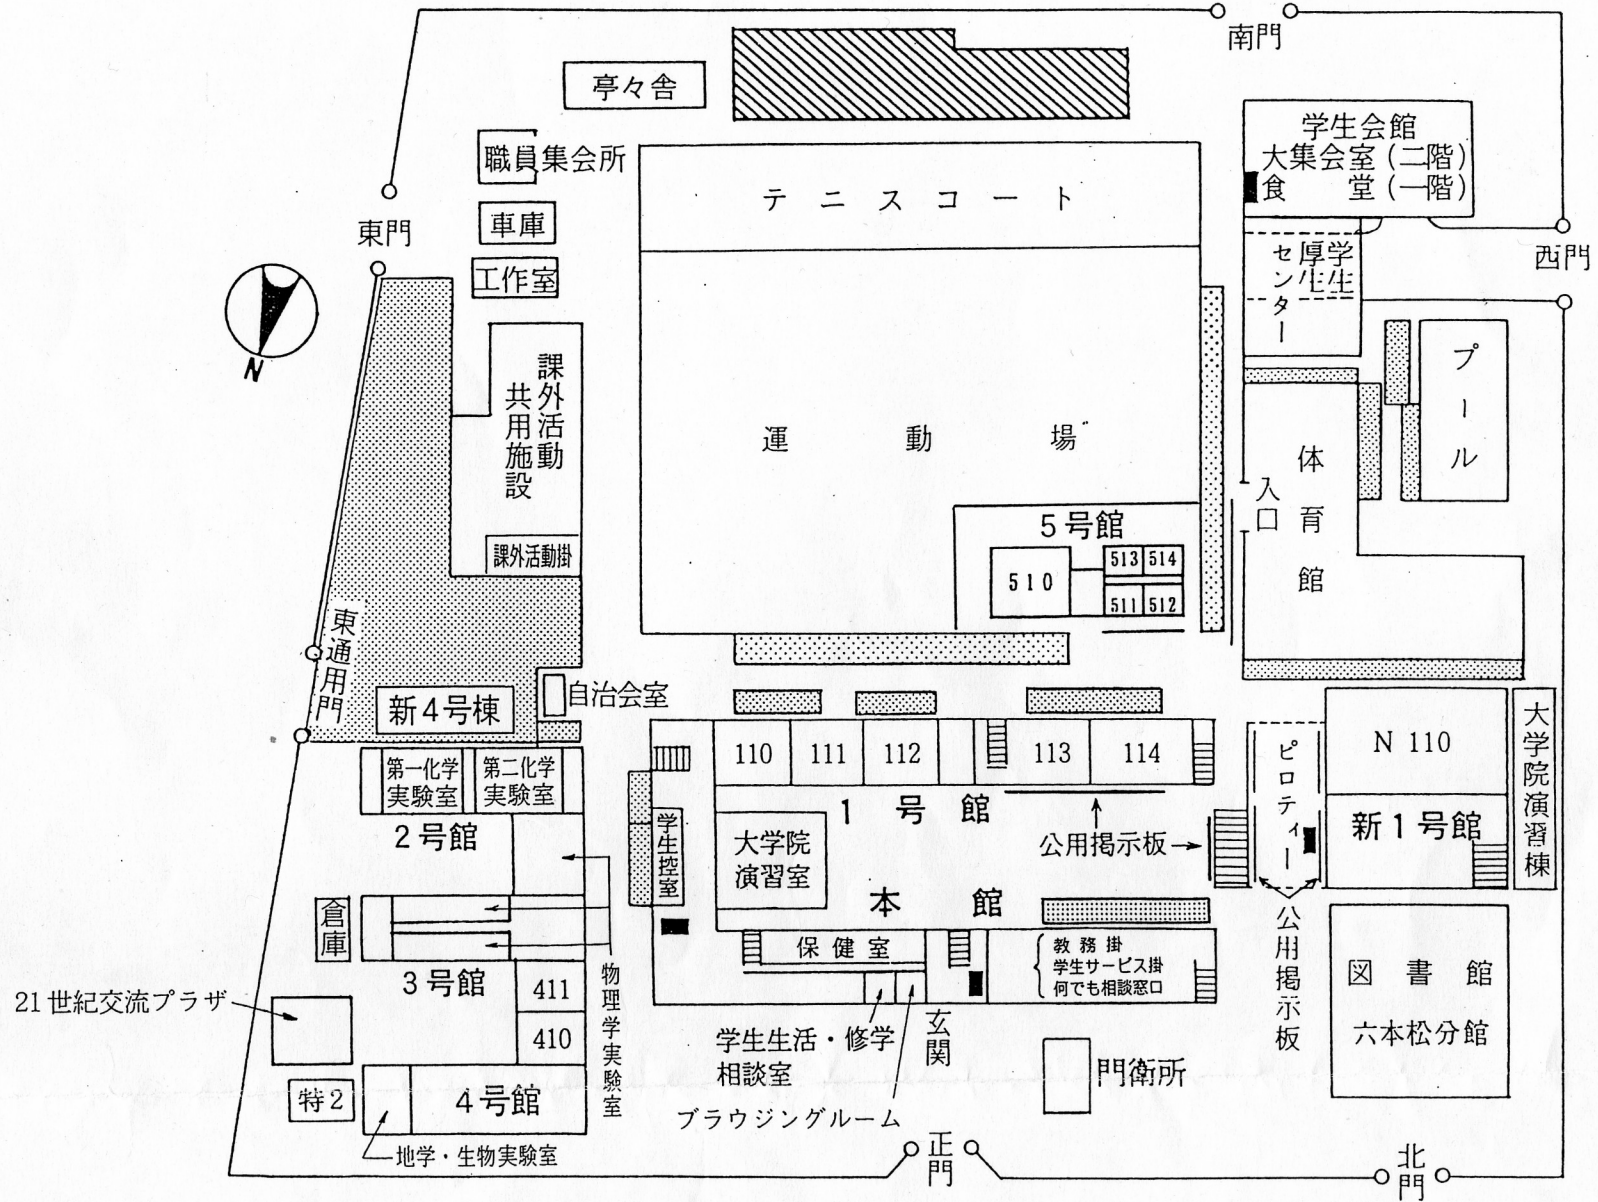 南門
亭々舎
学生会館
大集会室(二階)
食　堂(一階)
職員集会所
テニスコート
車庫
東門
西門
学生
厚生
センター
工作室
N
課外活動
共用施設
プール
運動場
体育館
入口
5号館
510
513 514
511 512
課外活動掛
東通用門
自治会室
新4号棟
110 111 112 113 114
ピロティー
N 110
大学院演習棟
第一化学
実験室
第二化学
実験室
1号館
2号館
学生控室
大学院
演習室
公用掲示板
新1号館
本館
倉庫
保健室
教務掛
学生サービス掛
何でも相談窓口
公用掲示板
図書館
六本松分館
3号館
411
410
物理学実験室
21世紀交流プラザ
学生生活・修学
相談室
玄関
門衛所
特2
4号館
ブラウジングルーム
地学・生物実験室
正門
北門